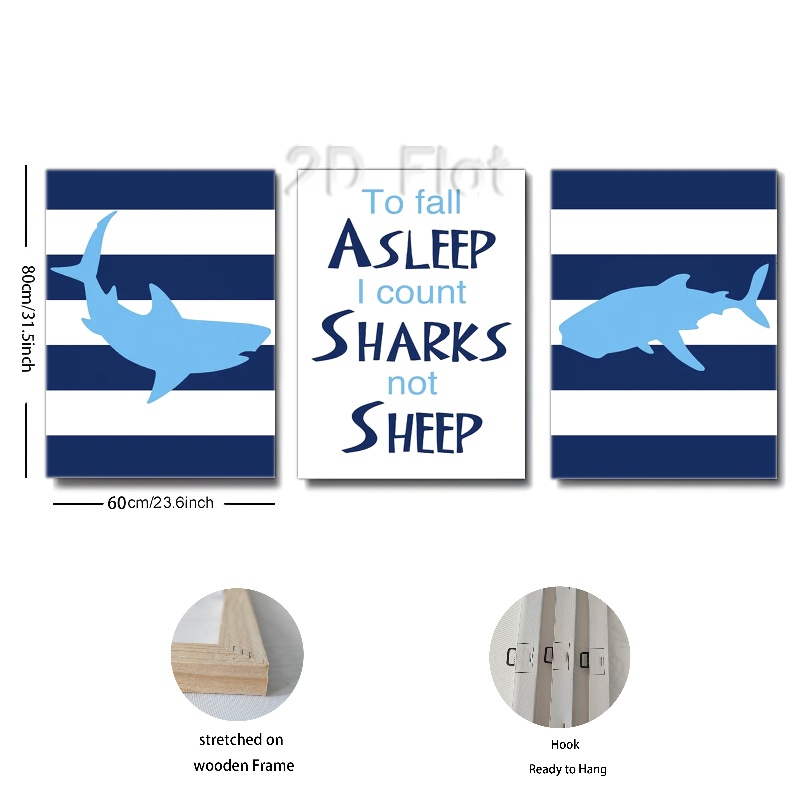 2D Flat
To fall
ASLEEP
I count
SHARKS
not
SHEEP
80cm/31.5inch
60cm/23.6inch
stretched on
wooden Frame
Hook
Ready to Hang